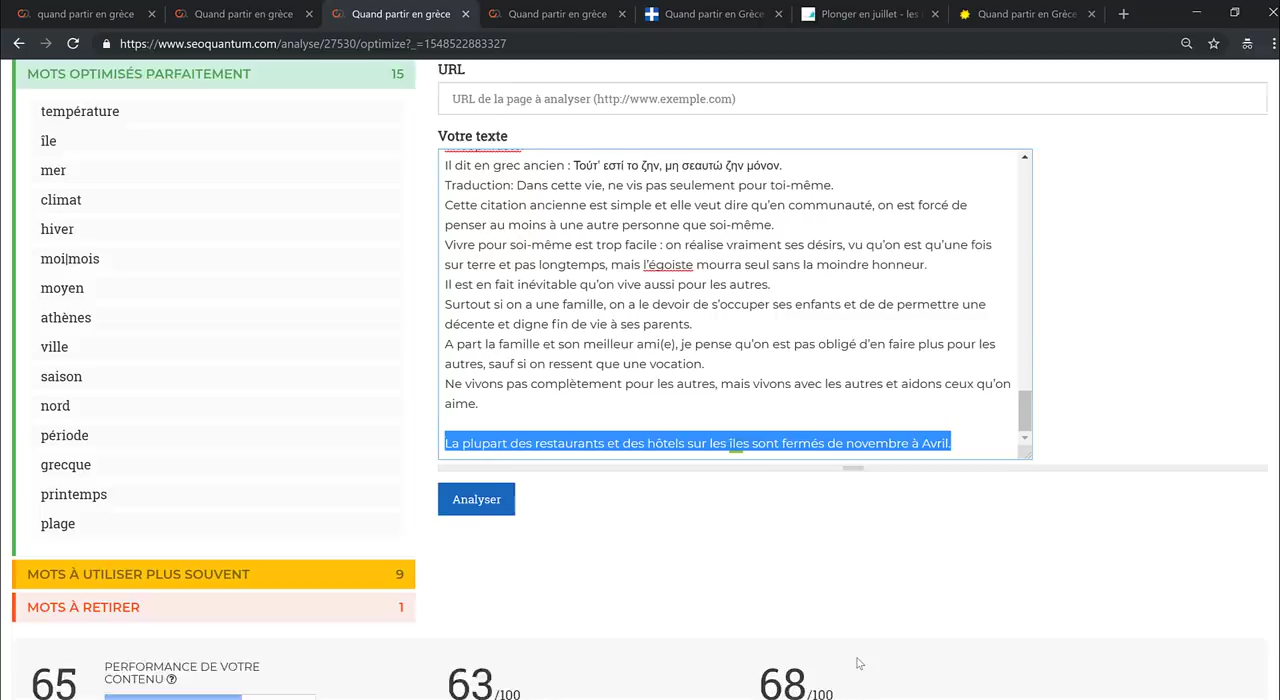 quand partir en grèce
Quand partir en grèce
Quand partir en grèce
Quand partir en grèce
Quand partir en Grèce
Plonger en juillet - les
Quand partir en Grèce
https://www.seoquantum.com/analyse/27530/optimize?_=1548522883327
MOTS OPTIMISÉS PARFAITEMENT 15
température
île
mer
climat
hiver
moi|mois
moyen
athènes
ville
saison
nord
période
grecque
printemps
plage
MOTS À UTILISER PLUS SOUVENT 9
MOTS À RETIRER 1
URL
URL de la page à analyser (http://www.exemple.com)
Votre texte
Il dit en grec ancien : Τούτ' εστί το ζην, μη σεαυτώ ζην μόνον.
Traduction: Dans cette vie, ne vis pas seulement pour toi-même.
Cette citation ancienne est simple et elle veut dire qu'en communauté, on est forcé de
penser au moins à une autre personne que soi-même.
Vivre pour soi-même est trop facile : on réalise vraiment ses désirs, vu qu'on est qu'une fois
sur terre et pas longtemps, mais l'égoiste mourra seul sans la moindre honneur.
Il est en fait inévitable qu'on vive aussi pour les autres.
Surtout si on a une famille, on a le devoir de s'occuper ses enfants et de de permettre une
décente et digne fin de vie à ses parents.
A part la famille et son meilleur ami(e), je pense qu'on est pas obligé d'en faire plus pour les
autres, sauf si on ressent que une vocation.
Ne vivons pas complètement pour les autres, mais vivons avec les autres et aidons ceux qu'on
aime.
La plupart des restaurants et des hôtels sur les îles sont fermés de novembre à Avril.
Analyser
65 PERFORMANCE DE VOTRE
CONTENU
63/100
68/100